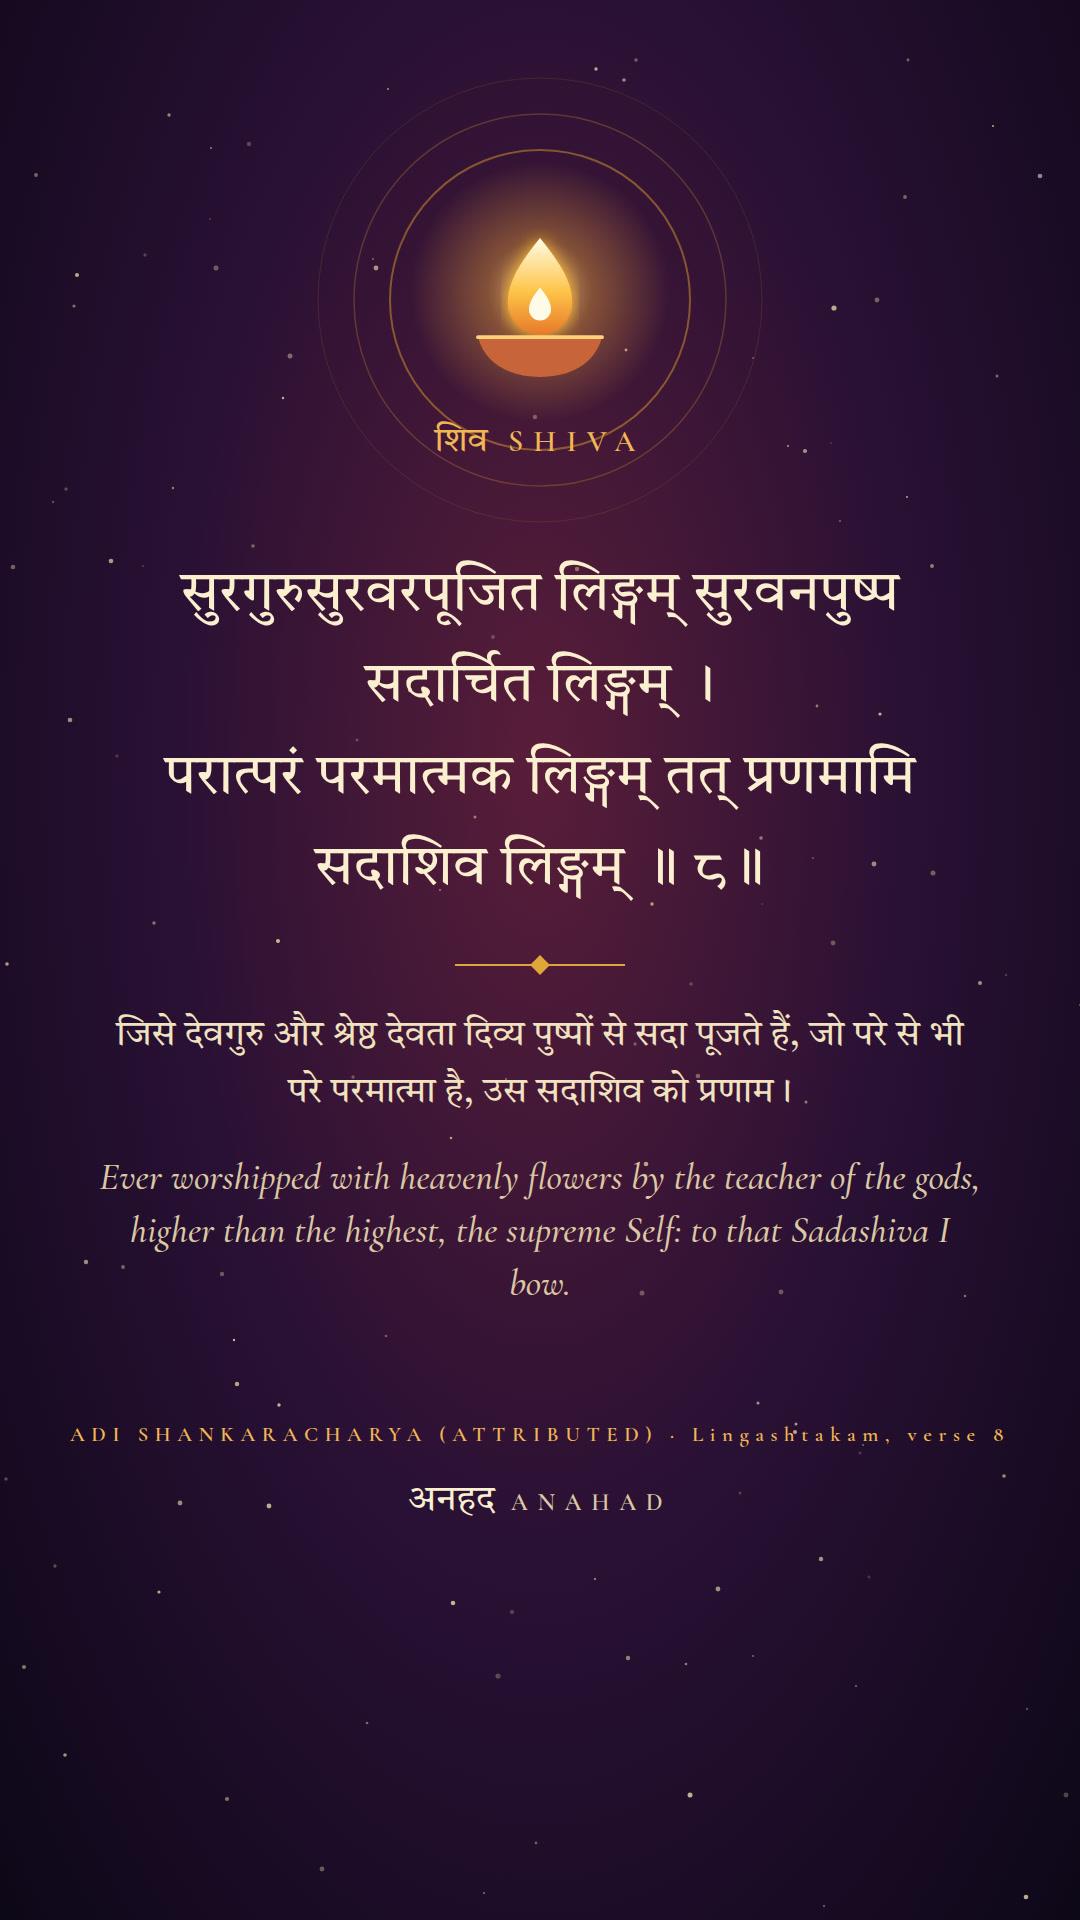 शिव SHIVA
सुरगुरुसुरवरपूजित लिङ्गम् सुरवनपुष्प
सदार्चित लिङ्गम् ।
परात्परं परमात्मक लिङ्गम् तत् प्रणमामि
सदाशिव लिङ्गम् ॥ ८॥
जिसे देवगुरु और श्रेष्ठ देवता दिव्य पुष्पों से सदा पूजते हैं, जो परे से भी
परे परमात्मा है, उस सदाशिव को प्रणाम।
Ever worshipped with heavenly flowers by the teacher of the gods,
higher than the highest, the supreme Self: to that Sadashiva I
bow.
ADI SHANKARACHARYA (ATTRIBUTED) · Lingashtakam, verse 8
अनहद ANAHAD